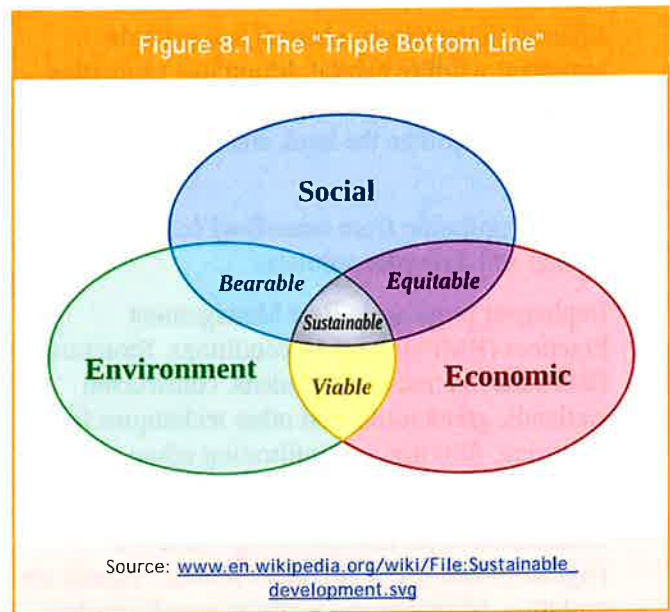 Figure 8.1 The "Triple Bottom Line"
Social
Bearable
Equitable
Sustainable
Environment
Economic
Viable
Source: www.en.wikipedia.org/wiki/File:Sustainable_
development.svg